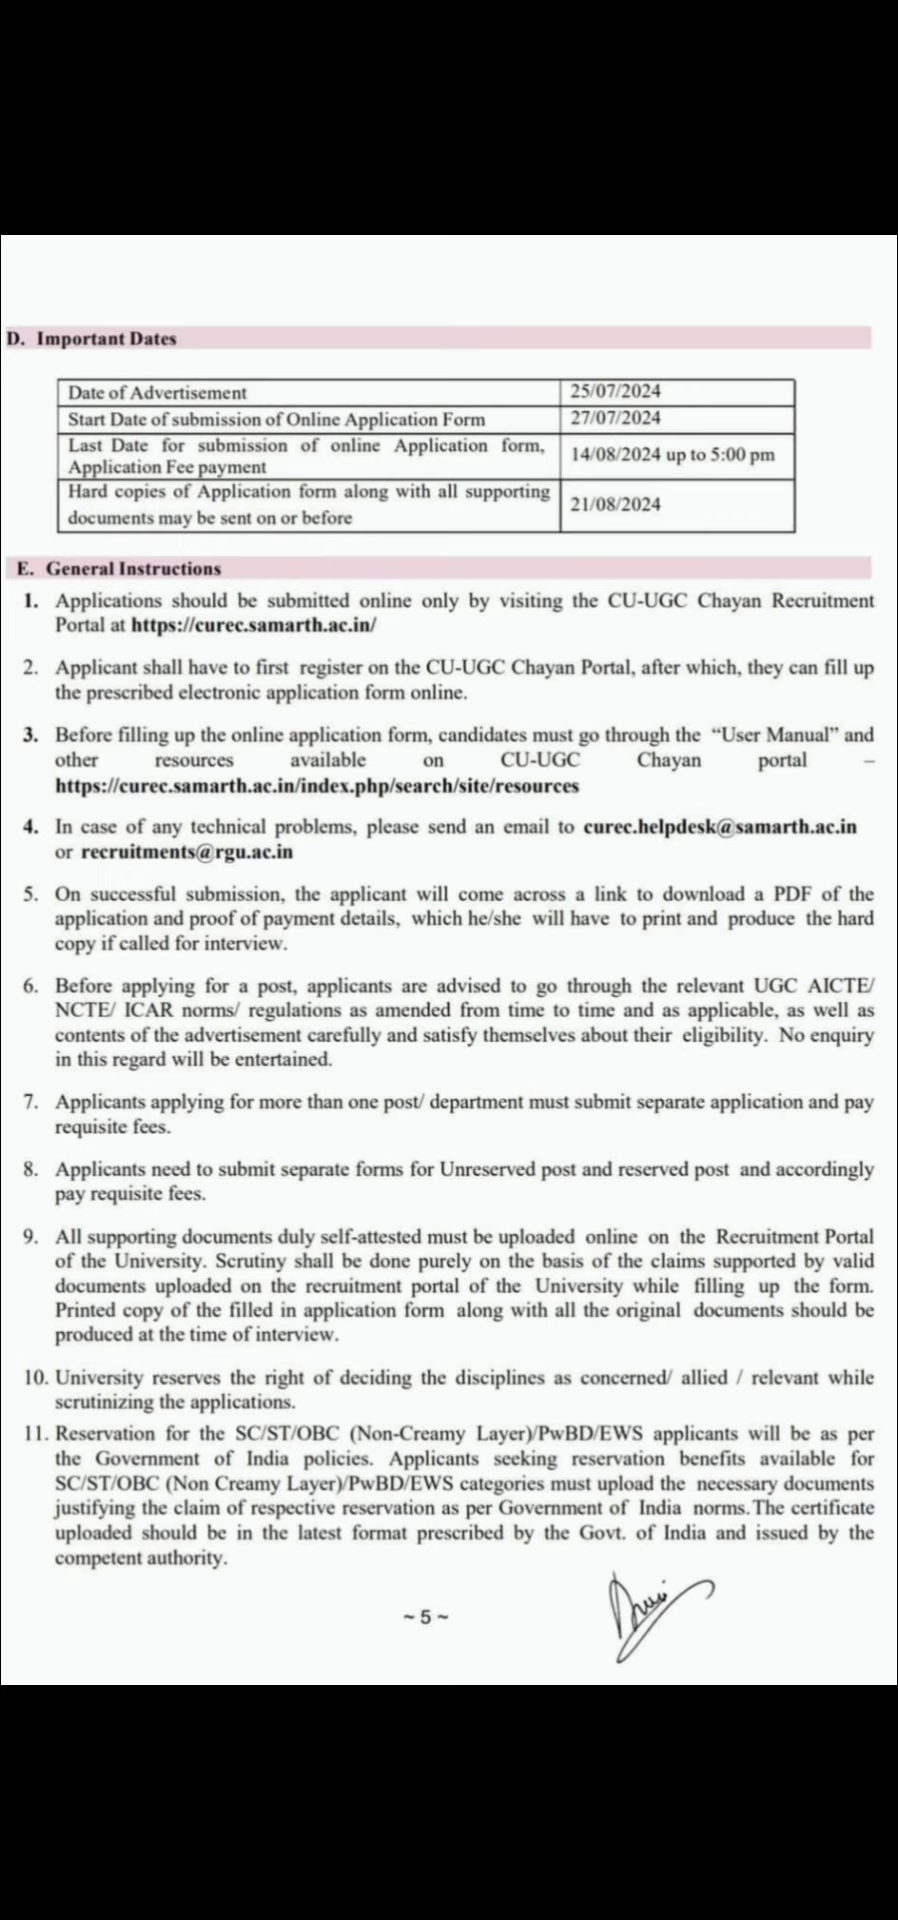 D. Important Dates
Date of Advertisement 25/07/2024
Start Date of submission of Online Application Form 27/07/2024
Last Date for submission of online Application form,
Application Fee payment 14/08/2024 up to 5:00 pm
Hard copies of Application form along with all supporting
documents may be sent on or before 21/08/2024
E. General Instructions
1. Applications should be submitted online only by visiting the CU-UGC Chayan Recruitment
Portal at https://curec.samarth.ac.in/
2. Applicant shall have to first register on the CU-UGC Chayan Portal, after which, they can fill up
the prescribed electronic application form online.
3. Before filling up the online application form, candidates must go through the “User Manual” and
other resources available on CU-UGC Chayan portal –
https://curec.samarth.ac.in/index.php/search/site/resources
4. In case of any technical problems, please send an email to curec.helpdesk@samarth.ac.in
or recruitments@rgu.ac.in
5. On successful submission, the applicant will come across a link to download a PDF of the
application and proof of payment details, which he/she will have to print and produce the hard
copy if called for interview.
6. Before applying for a post, applicants are advised to go through the relevant UGC AICTE/
NCTE/ ICAR norms/ regulations as amended from time to time and as applicable, as well as
contents of the advertisement carefully and satisfy themselves about their eligibility. No enquiry
in this regard will be entertained.
7. Applicants applying for more than one post/ department must submit separate application and pay
requisite fees.
8. Applicants need to submit separate forms for Unreserved post and reserved post and accordingly
pay requisite fees.
9. All supporting documents duly self-attested must be uploaded online on the Recruitment Portal
of the University. Scrutiny shall be done purely on the basis of the claims supported by valid
documents uploaded on the recruitment portal of the University while filling up the form.
Printed copy of the filled in application form along with all the original documents should be
produced at the time of interview.
10. University reserves the right of deciding the disciplines as concerned/ allied / relevant while
scrutinizing the applications.
11. Reservation for the SC/ST/OBC (Non-Creamy Layer)/PwBD/EWS applicants will be as per
the Government of India policies. Applicants seeking reservation benefits available for
SC/ST/OBC (Non Creamy Layer)/PwBD/EWS categories must upload the necessary documents
justifying the claim of respective reservation as per Government of India norms.The certificate
uploaded should be in the latest format prescribed by the Govt. of India and issued by the
competent authority.
~ 5 ~